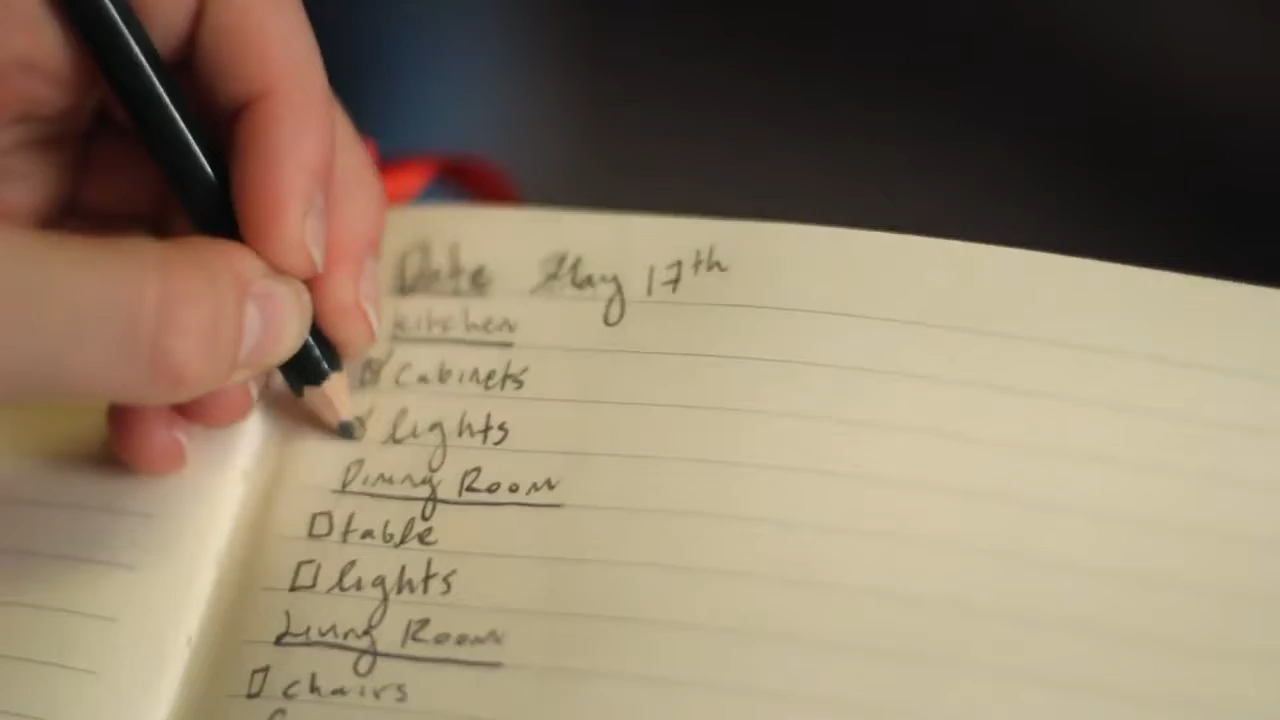 Date May 17th
kitchen
cabinets
lights
Dining Room
table
lights
Living Room
chairs